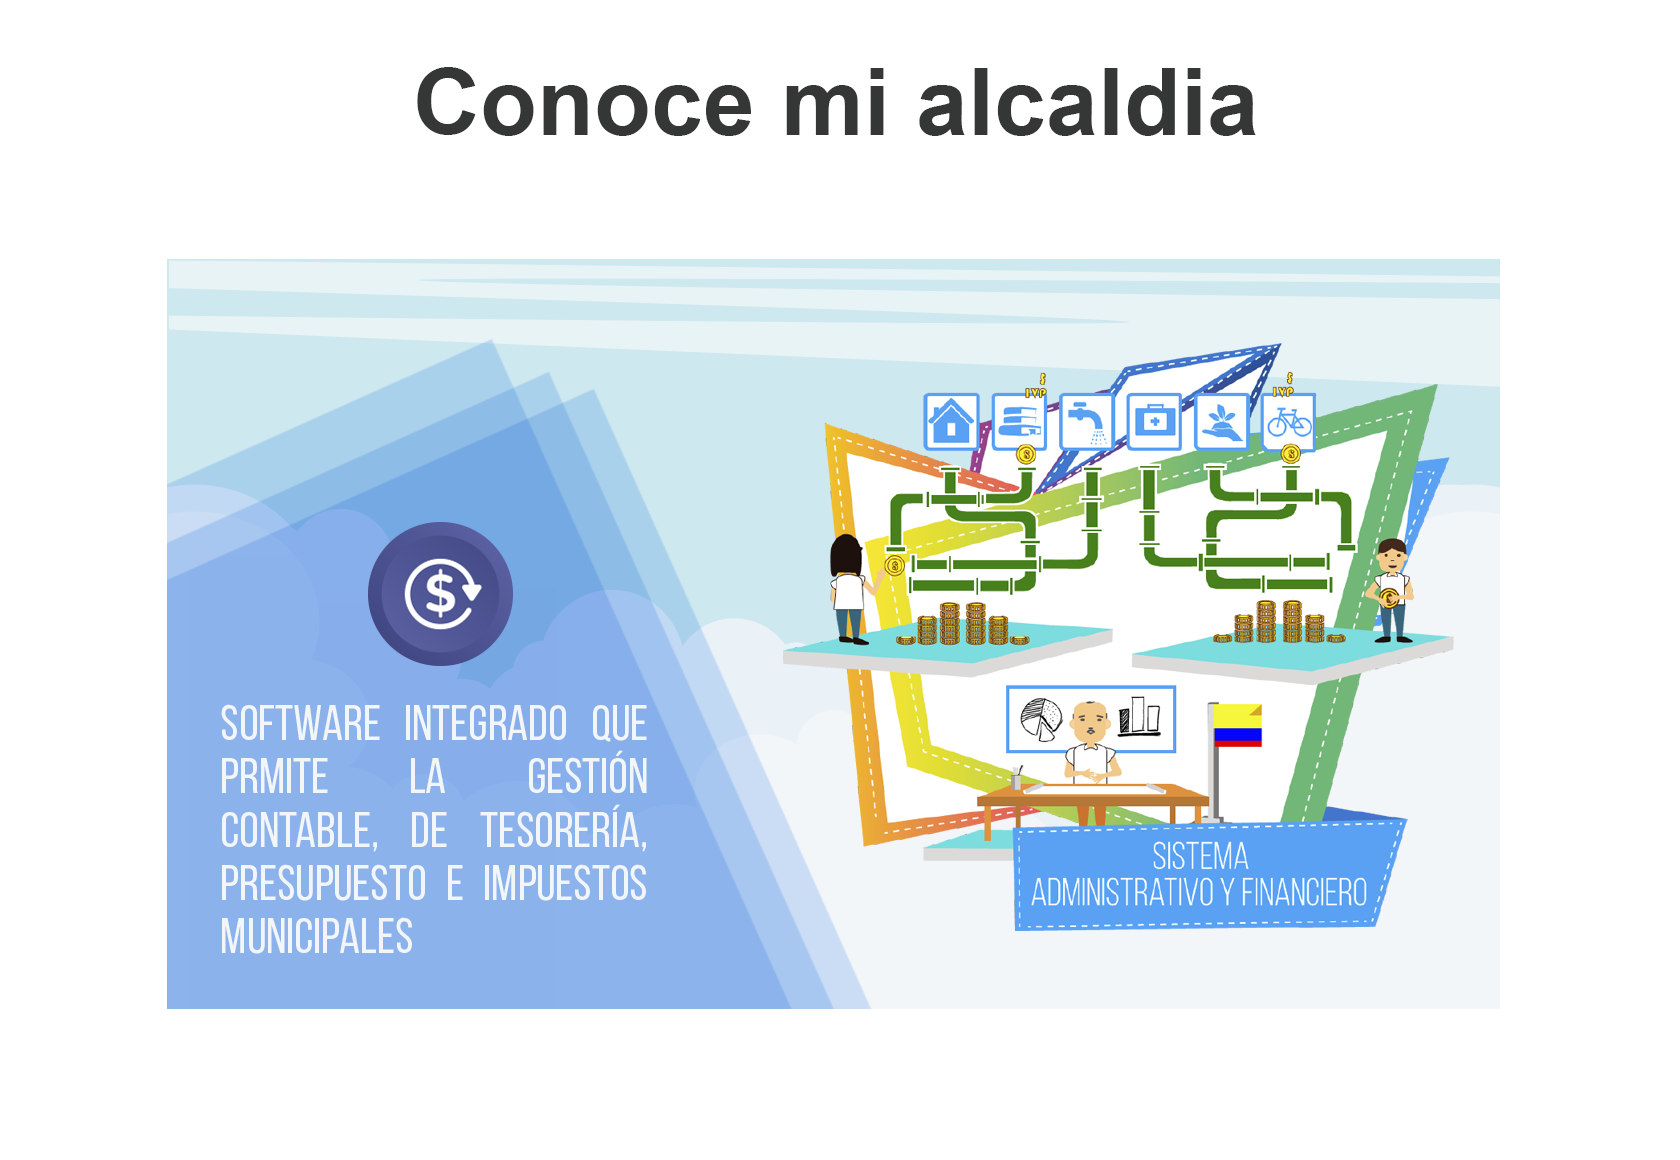 Conoce mi alcaldia
$
SOFTWARE INTEGRADO QUE
PRMITE LA GESTIÓN
CONTABLE, DE TESORERÍA,
PRESUPUESTO E IMPUESTOS
MUNICIPALES
SISTEMA
ADMINISTRATIVO Y FINANCIERO